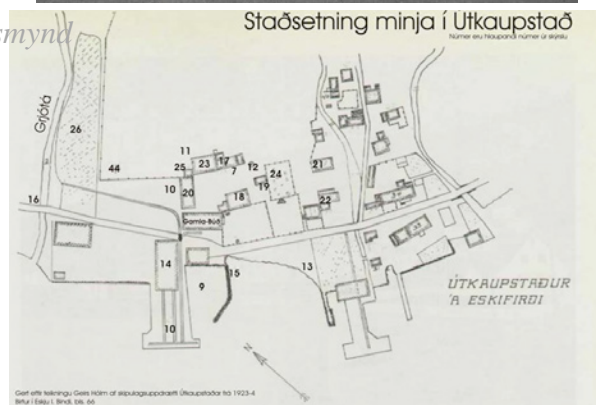 Staðsetning minja í Útkaupstað
Númer eru hlaupandi númer úr skýrslu
smynd
Grjótá
26
44
11
25
23
17
7
12
24
21
10
20
19
18
22
16
Gamla-Búð
14
9
15
13
10
ÚTKAUPSTAÐUR
'A ESKIFIRÐI
N
Gert eftir teikningu Geirs Hólm af skipulagsuppdrætti Útkaupstaðar frá 1923-4
Birtur í Eskju I. Bindi, bls. 66